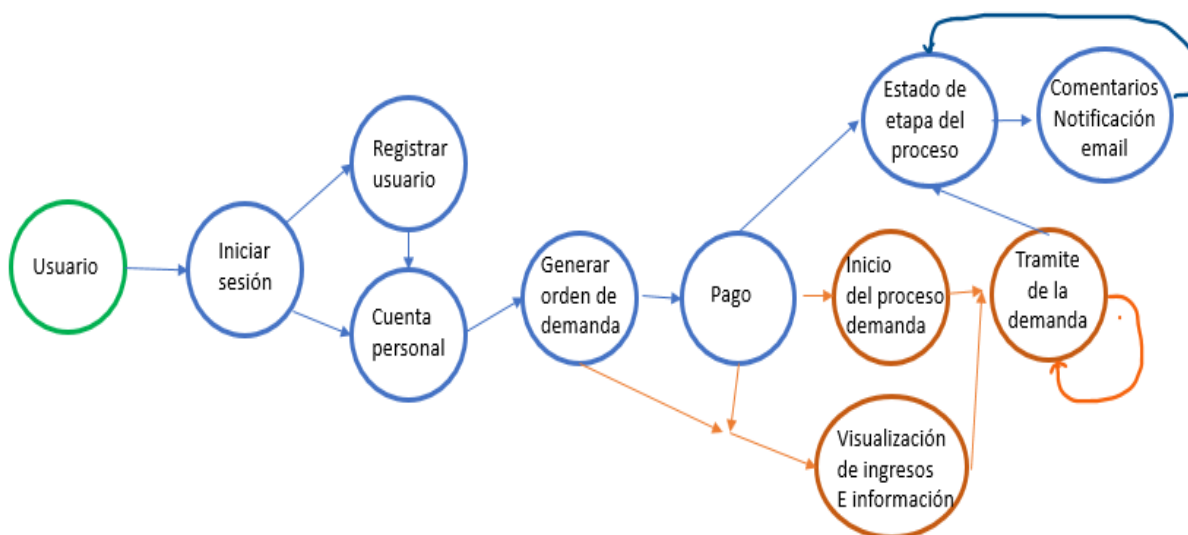 Usuario
Iniciar
sesión
Registrar
usuario
Cuenta
personal
Generar
orden de
demanda
Pago
Estado de
etapa del
proceso
Comentarios
Notificación
email
Inicio
del proceso
demanda
Tramite
de la
demanda
Visualización
de ingresos
E información